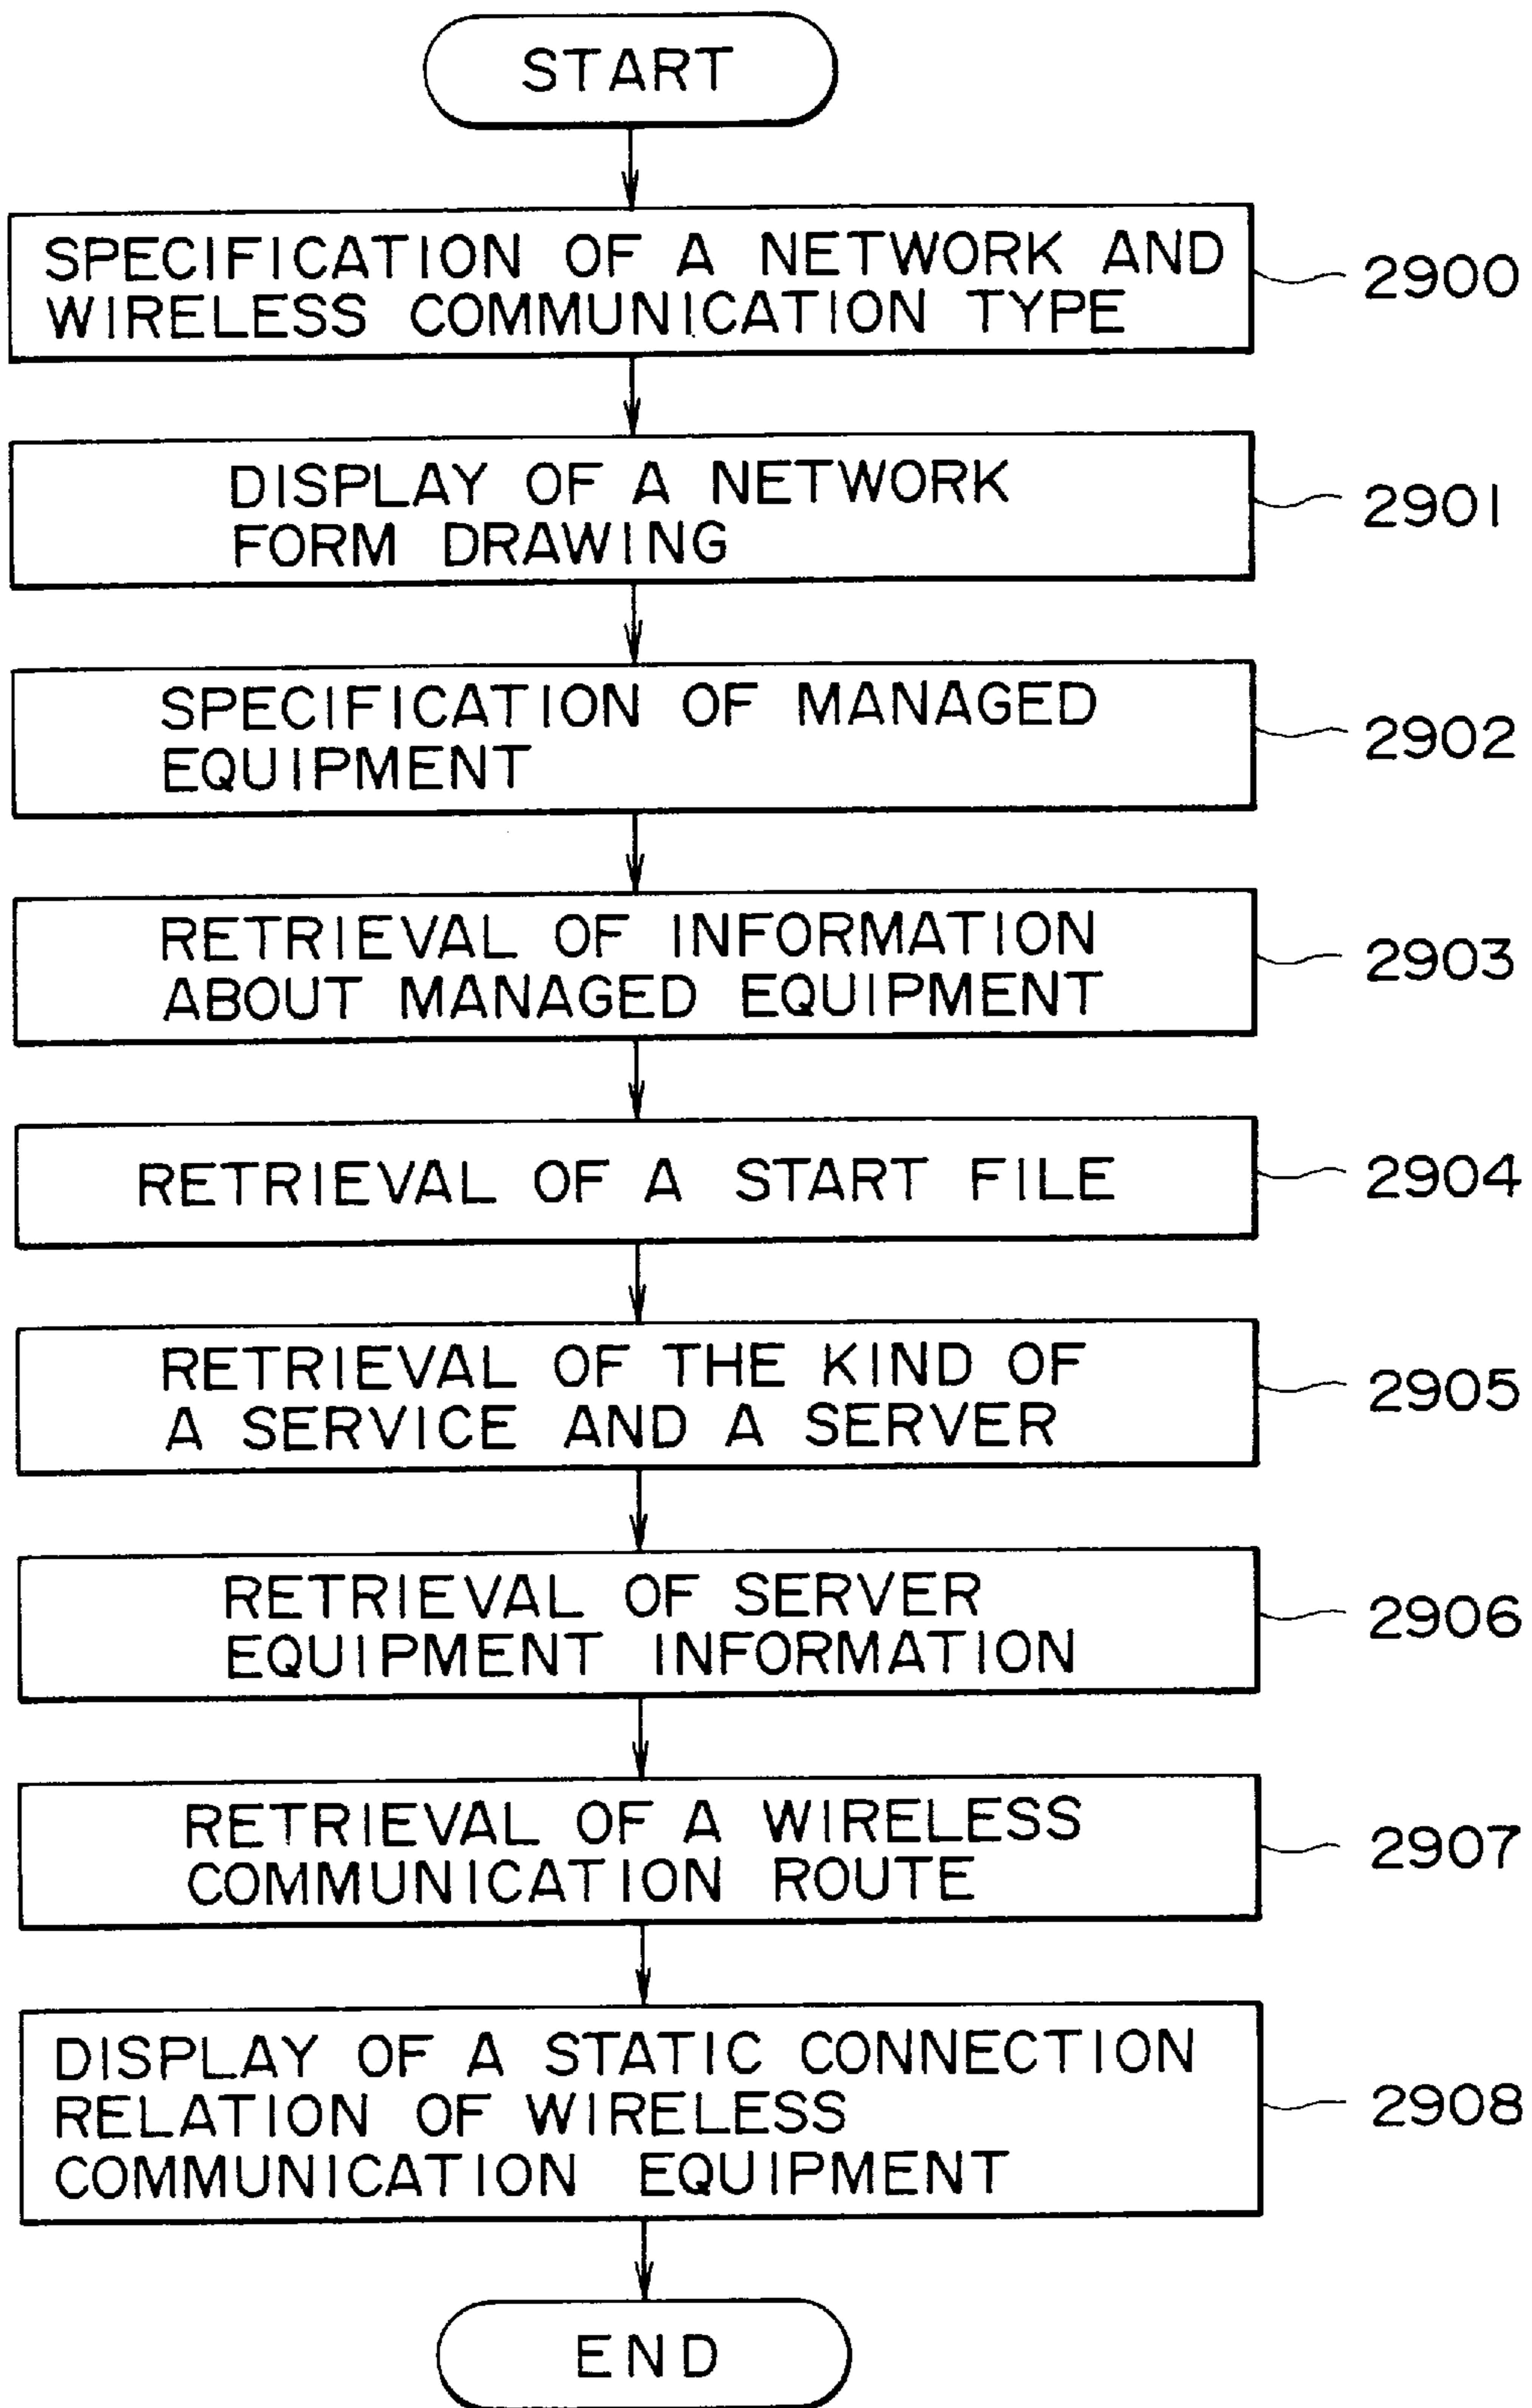 START
SPECIFICATION OF A NETWORK AND
WIRELESS COMMUNICATION TYPE
2900
DISPLAY OF A NETWORK
FORM DRAWING
2901
SPECIFICATION OF MANAGED
EQUIPMENT
2902
RETRIEVAL OF INFORMATION
ABOUT MANAGED EQUIPMENT
2903
RETRIEVAL OF A START FILE
2904
RETRIEVAL OF THE KIND OF
A SERVICE AND A SERVER
2905
RETRIEVAL OF SERVER
EQUIPMENT INFORMATION
2906
RETRIEVAL OF A WIRELESS
COMMUNICATION ROUTE
2907
DISPLAY OF A STATIC CONNECTION
RELATION OF WIRELESS
COMMUNICATION EQUIPMENT
2908
END